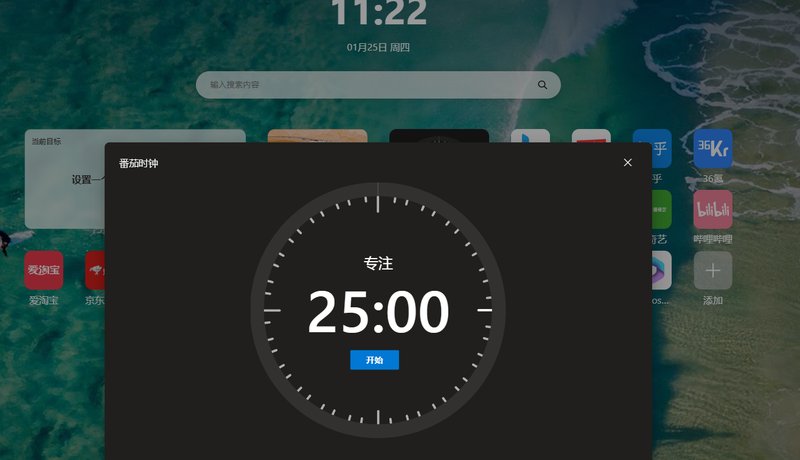 11:22
01月25日 周四
输入搜索内容
当前目标
设置一个
番茄时钟
专注
25:00
开始
乎
36Kr
36氪
奇艺
bilibili
哔哩哔哩
爱淘宝
爱淘宝
京东
os...
添加